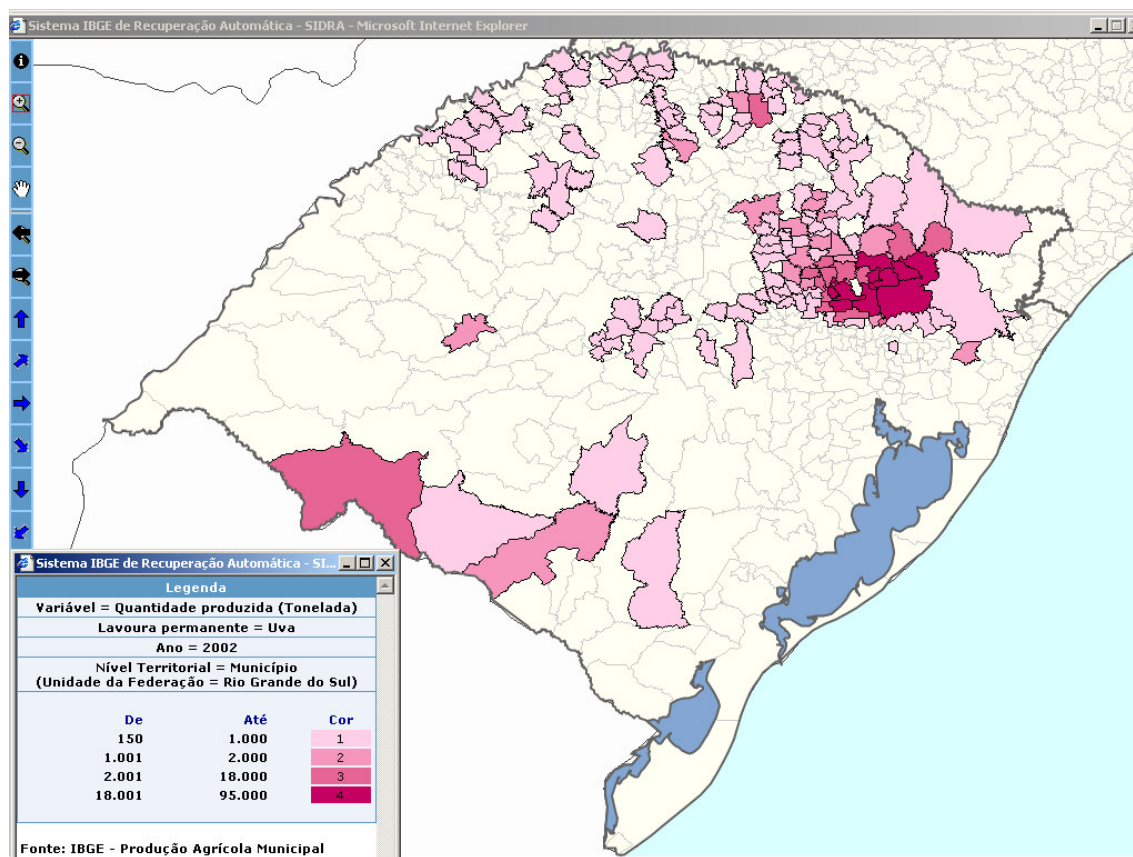 Sistema IBGE de Recuperação Automática - SIDRA - Microsoft Internet Explorer
Sistema IBGE de Recuperação Automática - SI...
Legenda
Variável = Quantidade produzida (Tonelada)
Lavoura permanente = Uva
Ano = 2002
Nível Territorial = Município
(Unidade da Federação = Rio Grande do Sul)
De Até Cor
150 1.000 1
1.001 2.000 2
2.001 18.000 3
18.001 95.000 4
Fonte: IBGE - Produção Agrícola Municipal